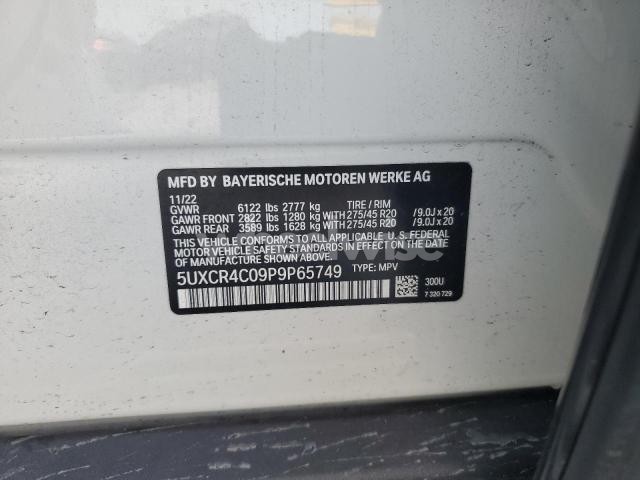 MFD BY BAYERISCHE MOTOREN WERKE AG
11/22
GVWR 6122 lbs 2777 kg TIRE / RIM
GAWR FRONT 2822 lbs 1280 kg WITH 275/45 R20 /9.0J x 20
GAWR REAR 3589 lbs 1628 kg WITH 275/45 R20 /9.0J x 20
THIS VEHICLE CONFORMS TO ALL APPLICABLE U.S. FEDERAL
MOTOR VEHICLE SAFETY STANDARDS IN EFFECT ON THE
DATE OF MANUFACTURE SHOWN ABOVE.
5UXCR4C09P9P65749 TYPE: MPV
300U
7 320 729